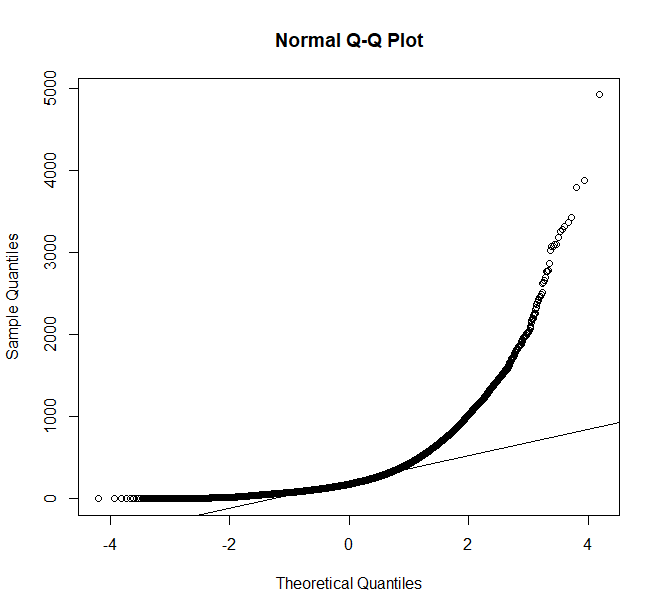 Normal Q-Q Plot
Sample Quantiles
5000
4000
3000
2000
1000
0
-4 -2 0 2 4
Theoretical Quantiles